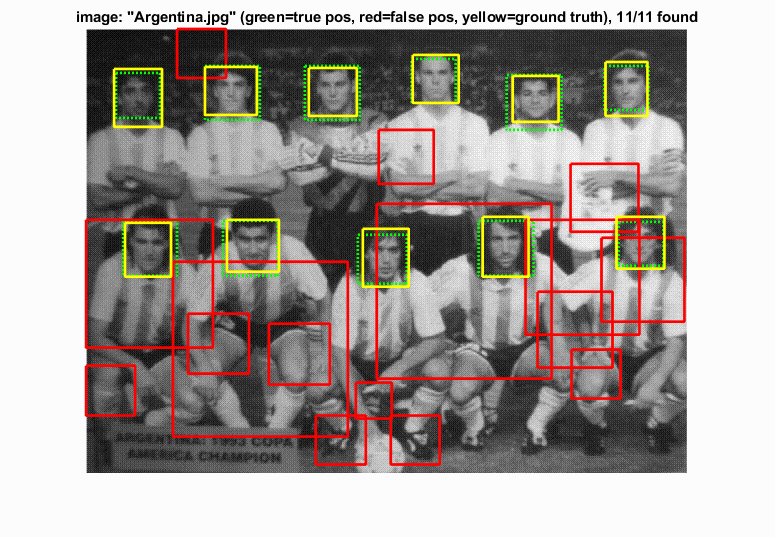 image: "Argentina.jpg" (green=true pos, red=false pos, yellow=ground truth), 11/11 found
ARGENTINA 1992 COPA
AMERICA CHAMPION